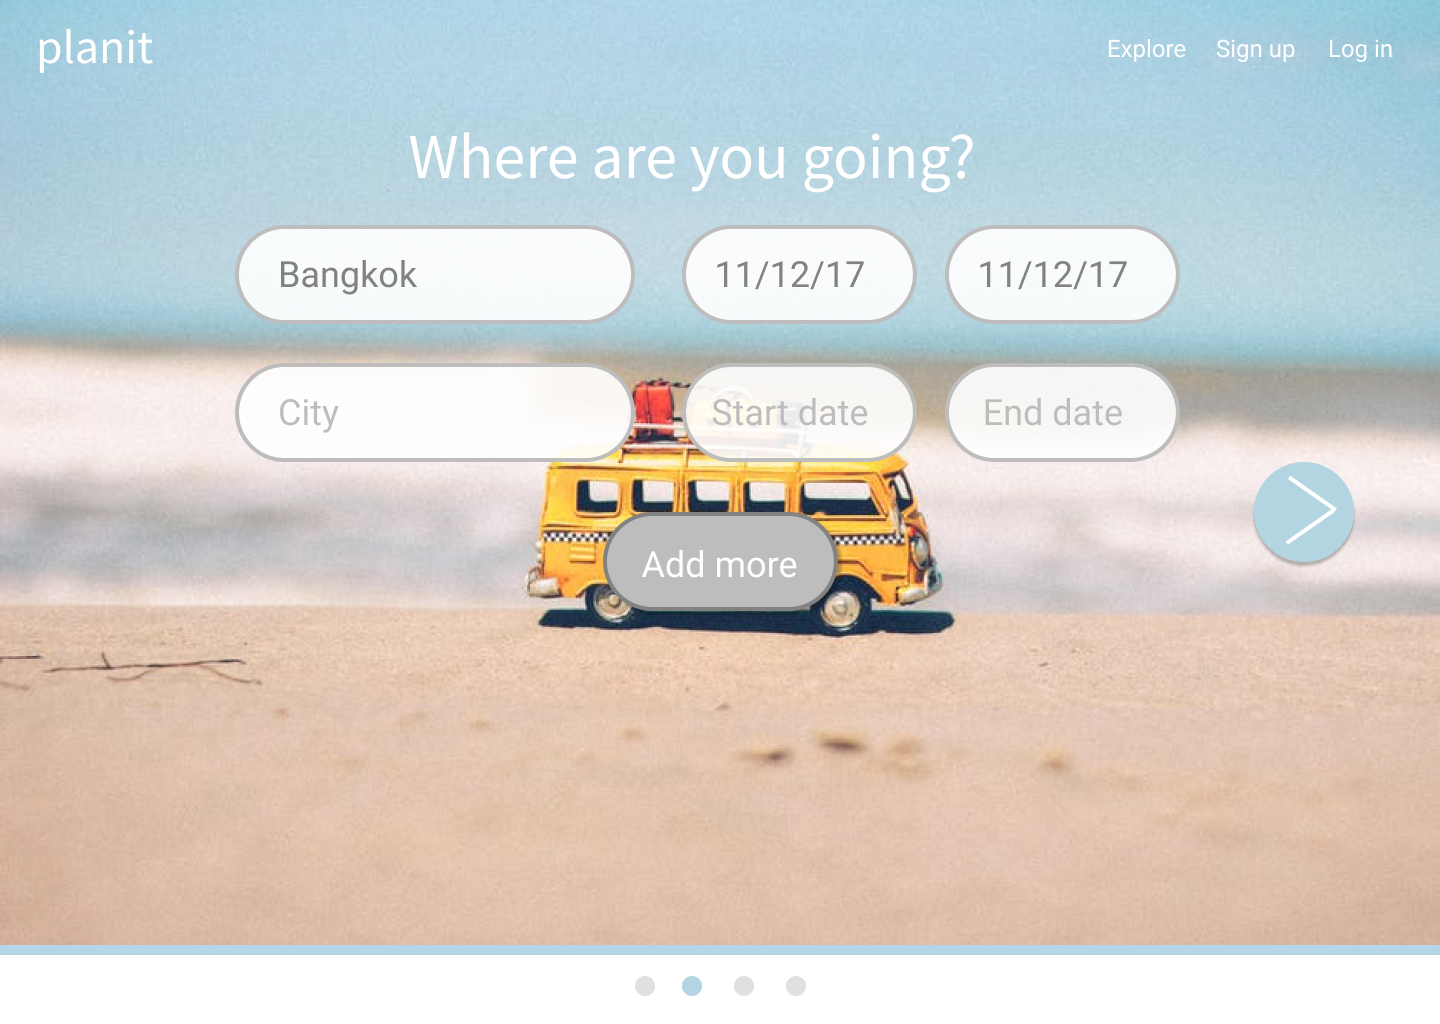 planit
Explore Sign up Log in
Where are you going?
Bangkok 11/12/17 11/12/17
City Start date End date
Add more